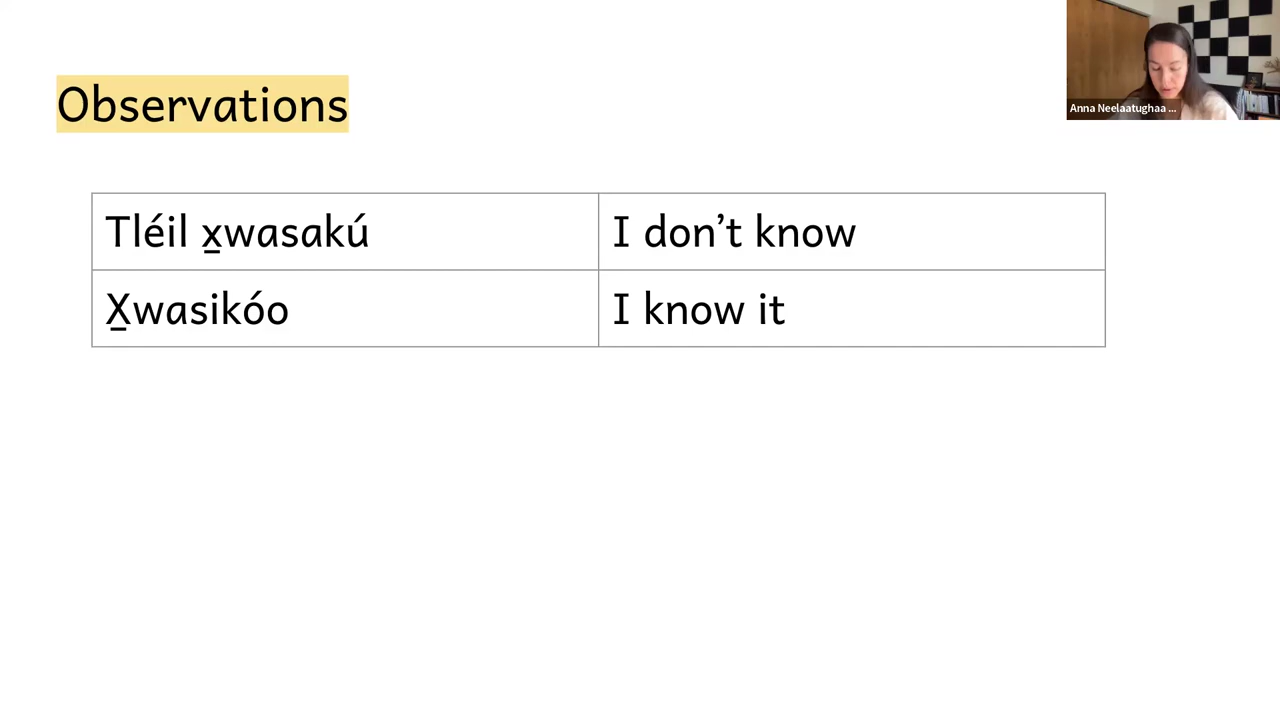 Observations
Tléil x̱wasakú I don’t know
X̱wasikóo I know it
Anna Neelaatughaa ...